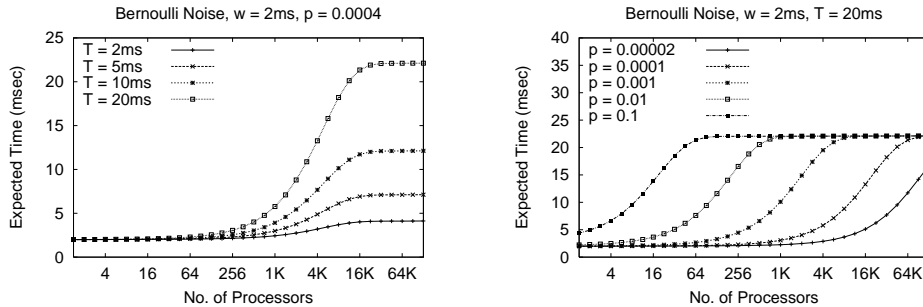 Bernoulli Noise, w = 2ms, p = 0.0004
25
20
15
10
5
0
Expected Time (msec)
T = 2ms
T = 5ms
T = 10ms
T = 20ms
4 16 64 256 1K 4K 16K 64K
No. of Processors
Bernoulli Noise, w = 2ms, T = 20ms
40
35
30
25
20
15
10
5
0
Expected Time (msec)
p = 0.00002
p = 0.0001
p = 0.001
p = 0.01
p = 0.1
4 16 64 256 1K 4K 16K 64K
No. of Processors